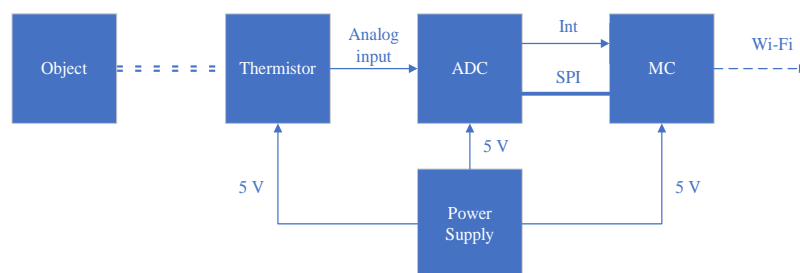 Object
Thermistor
Analog
input
ADC
Int
SPI
MC
Wi-Fi
5 V
5 V
5 V
Power
Supply